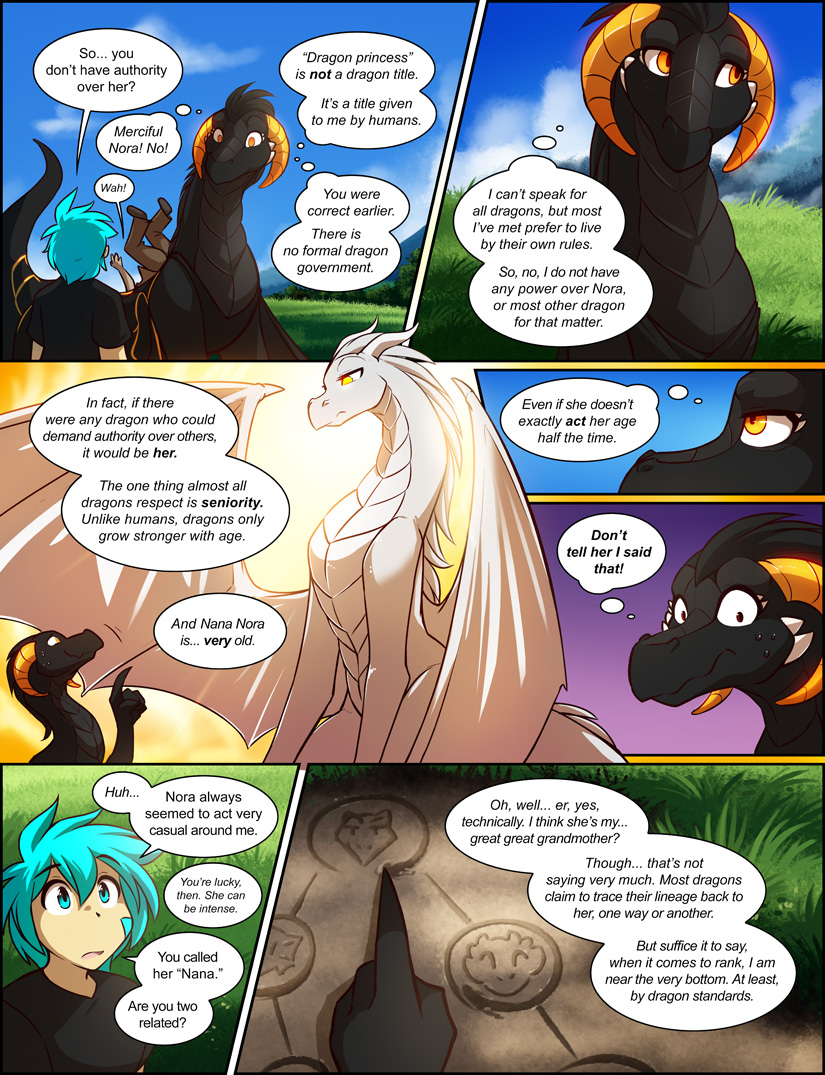 So... you
don't have authority
over her?
Merciful
Nora! No!
Wah!
"Dragon princess"
is not a dragon title.
It's a title given
to me by humans.
You were
correct earlier.
There is
no formal dragon
government.
I can't speak for
all dragons, but most
I've met prefer to live
by their own rules.
So, no, I do not have
any power over Nora,
or most other dragon
for that matter.
In fact, if there
were any dragon who could
demand authority over others,
it would be her.
The one thing almost all
dragons respect is seniority.
Unlike humans, dragons only
grow stronger with age.
And Nana Nora
is... very old.
Even if she doesn't
exactly act her age
half the time.
Don't
tell her I said
that!
Huh...
Nora always
seemed to act very
casual around me.
You're lucky,
then. She can
be intense.
You called
her "Nana."
Are you two
related?
Oh, well... er, yes,
technically. I think she's my...
great great grandmother?
Though... that's not
saying very much. Most dragons
claim to trace their lineage back to
her, one way or another.
But suffice it to say,
when it comes to rank, I am
near the very bottom. At least,
by dragon standards.